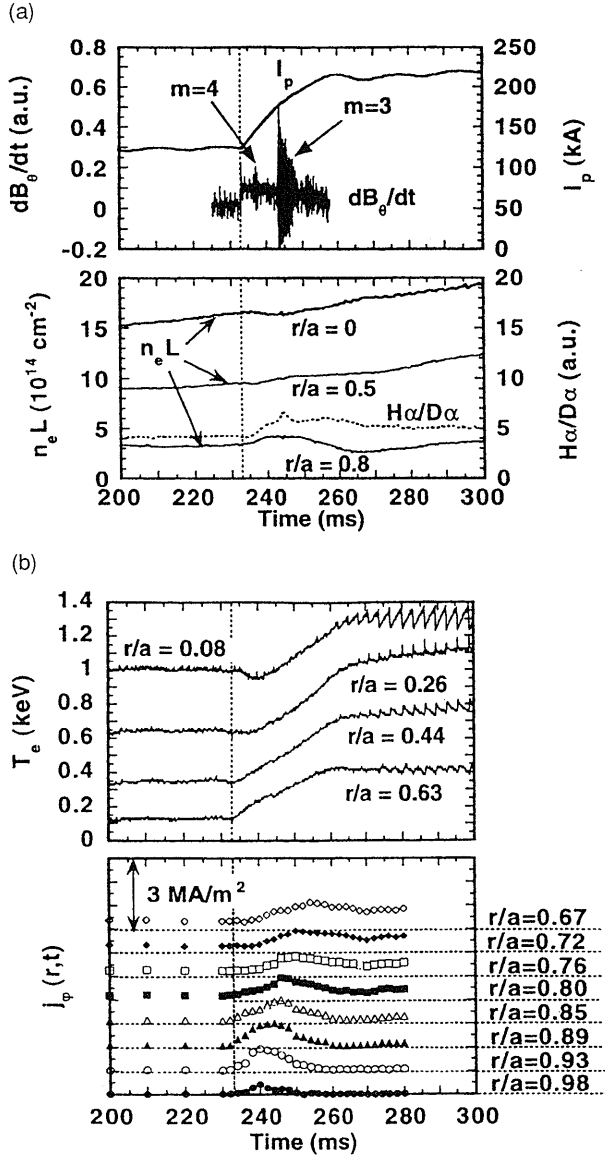 (a)
dBθ/dt (a.u.)
0.8
0.6
0.4
0.2
0
-0.2
m=4
Ip
m=3
dBθ/dt
250
200
150
100
50
0
Ip (kA)
neL (10^14 cm^-2)
20
15
10
5
0
neL
r/a = 0
r/a = 0.5
Hα/Dα
r/a = 0.8
20
15
10
5
0
Hα/Dα (a.u.)
200 220 240 260 280 300
Time (ms)
(b)
Te (keV)
1.4
1.2
1
0.8
0.6
0.4
0.2
0
r/a = 0.08
r/a = 0.26
r/a = 0.44
r/a = 0.63
jφ (r,t)
3 MA/m²
r/a=0.67
r/a=0.72
r/a=0.76
r/a=0.80
r/a=0.85
r/a=0.89
r/a=0.93
r/a=0.98
200 220 240 260 280 300
Time (ms)